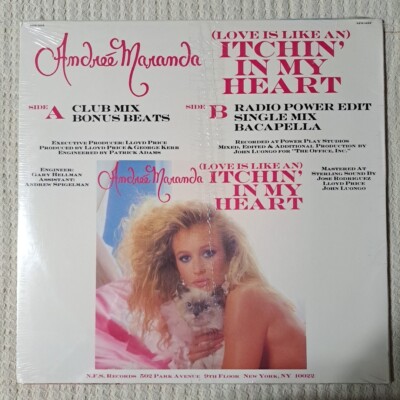 Andreé Maranda
(LOVE IS LIKE AN)
ITCHIN'
IN MY
HEART
SIDE A CLUB MIX
BONUS BEATS
SIDE B RADIO POWER EDIT
SINGLE MIX
BACAPELLA
EXECUTIVE PRODUCER: LLOYD PRICE
PRODUCED BY LLOYD PRICE & GEORGE KERR
ENGINEERED BY PATRICK ADAMS
RECORDED AT POWER PLAY STUDIOS
MIXED, EDITED & ADDITIONAL PRODUCTION BY
JOHN LUONGO FOR "THE OFFICE, INC."
ENGINEER:
GARY HELLMAN
ASSISTANT:
ANDREW SPIGELMAN
Andreé Maranda
(LOVE IS LIKE AN)
ITCHIN'
IN MY
HEART
MASTERED AT
STERLING SOUND BY
JOSE RODRIGUEZ
LLOYD PRICE
JOHN LUONGO
N.F.S. RECORDS 502 PARK AVENUE 9TH FLOOR NEW YORK, NY 10022